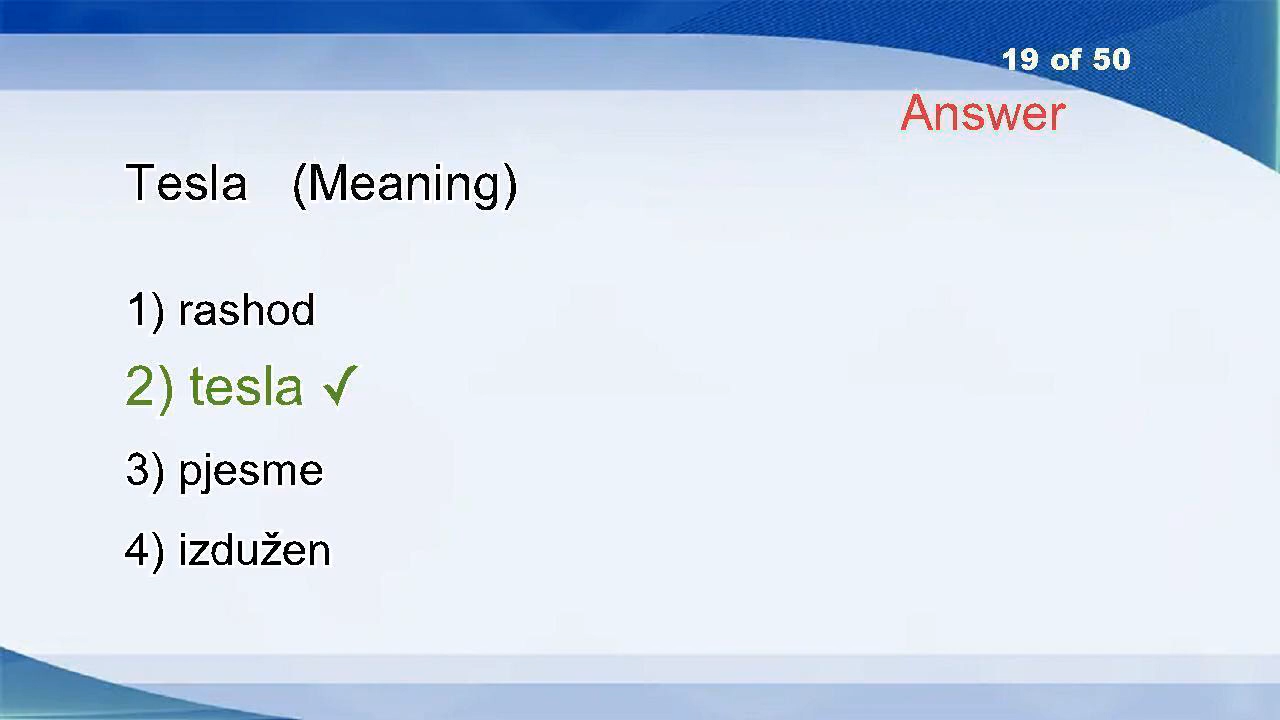 19 of 50
Answer
Tesla (Meaning)
1) rashod
2) tesla ✓
3) pjesme
4) izdužen